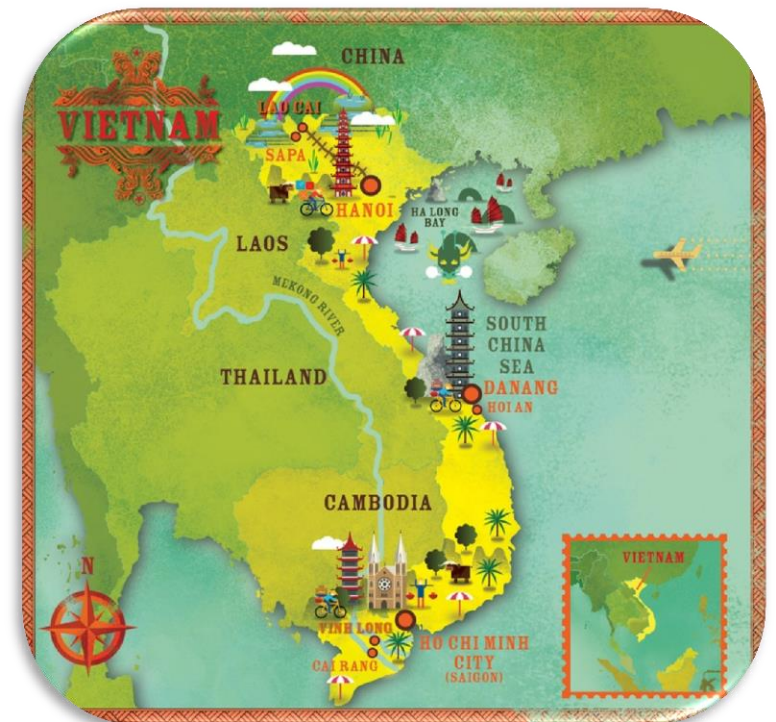 CHINA
VIETNAM
LAO CAI
SAPA
HANOI
HA LONG
BAY
LAOS
MEKONG RIVER
SOUTH
CHINA
SEA
THAILAND
DANANG
HOI AN
CAMBODIA
N
VIETNAM
VINH LONG
HO CHI MINH
CITY
(SAIGON)
CAI RANG